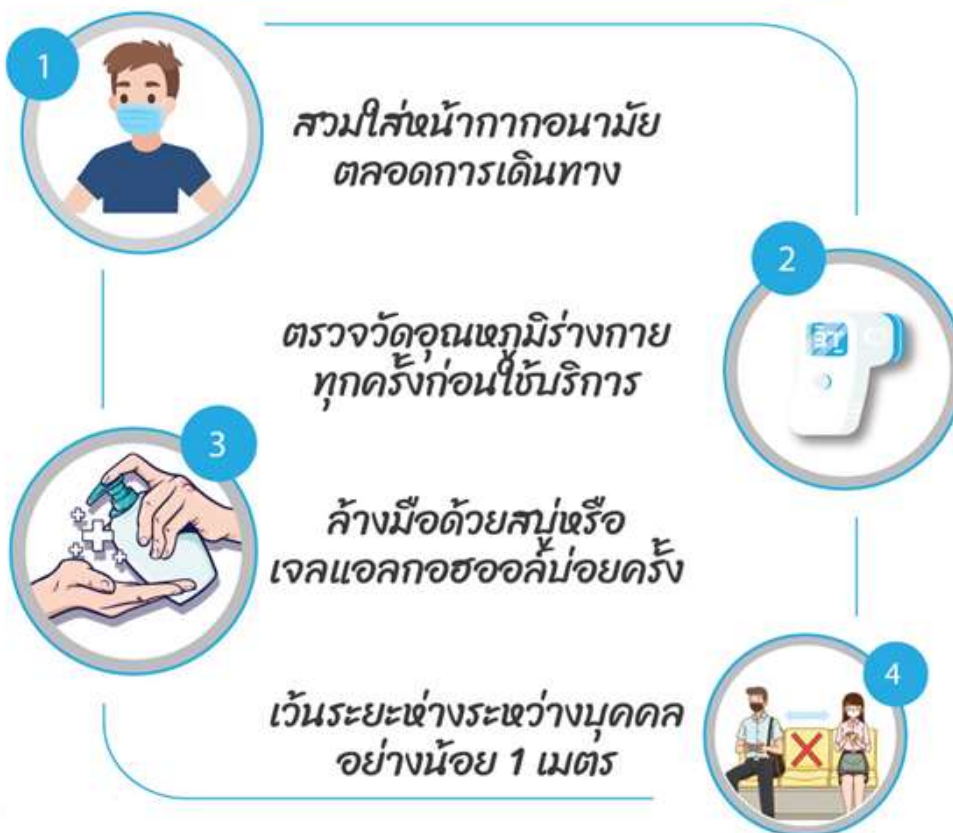 1
สวมใส่หน้ากากอนามัย
ตลอดการเดินทาง
2
ตรวจวัดอุณหภูมิร่างกาย
ทุกครั้งก่อนใช้บริการ
3
ล้างมือด้วยสบู่หรือ
เจลแอลกอฮออล์บ่อยครั้ง
4
เว้นระยะห่างระหว่างบุคคล
อย่างน้อย 1 เมตร